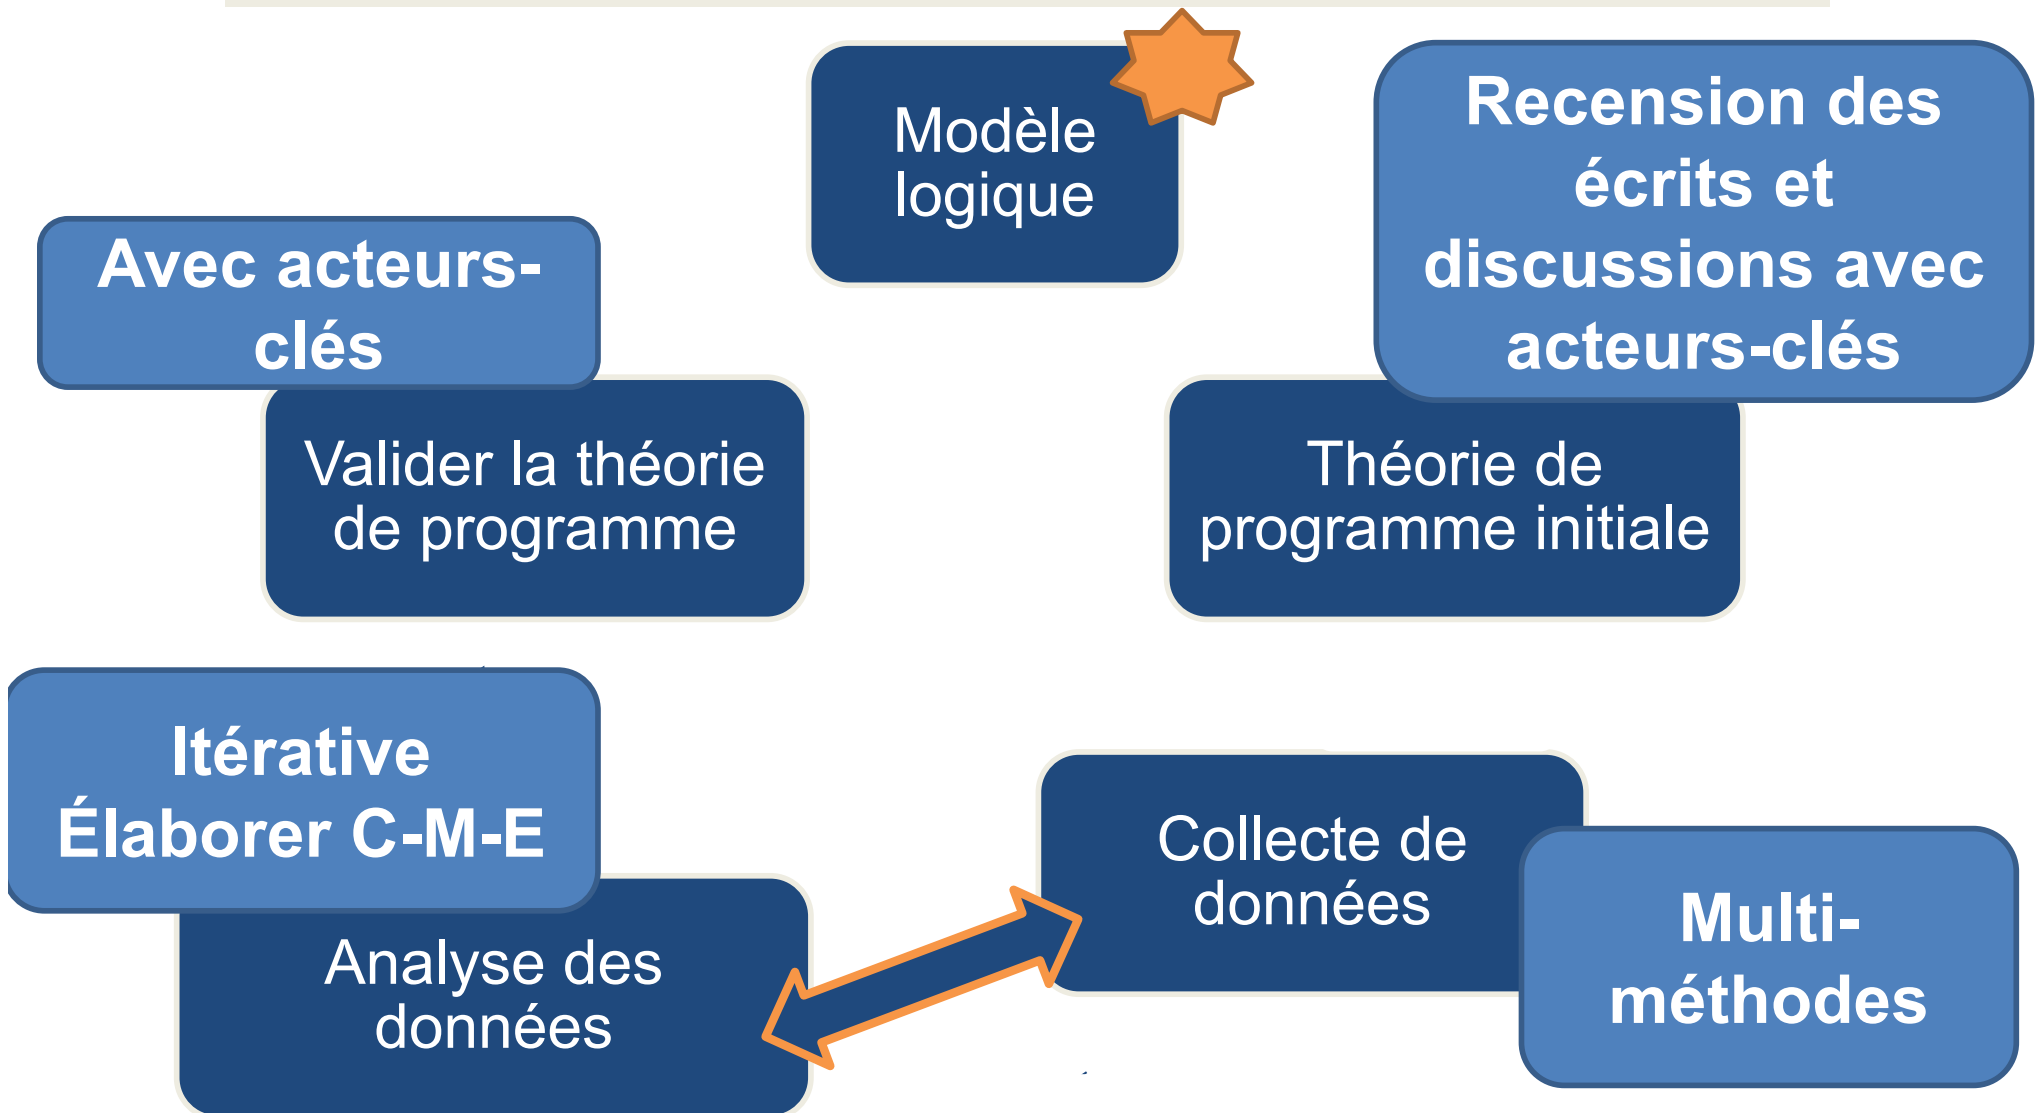 Modèle
logique
Recension des
écrits et
discussions avec
acteurs-clés
Avec acteurs-
clés
Valider la théorie
de programme
Théorie de
programme initiale
Itérative
Élaborer C-M-E
Collecte de
données
Multi-
méthodes
Analyse des
données